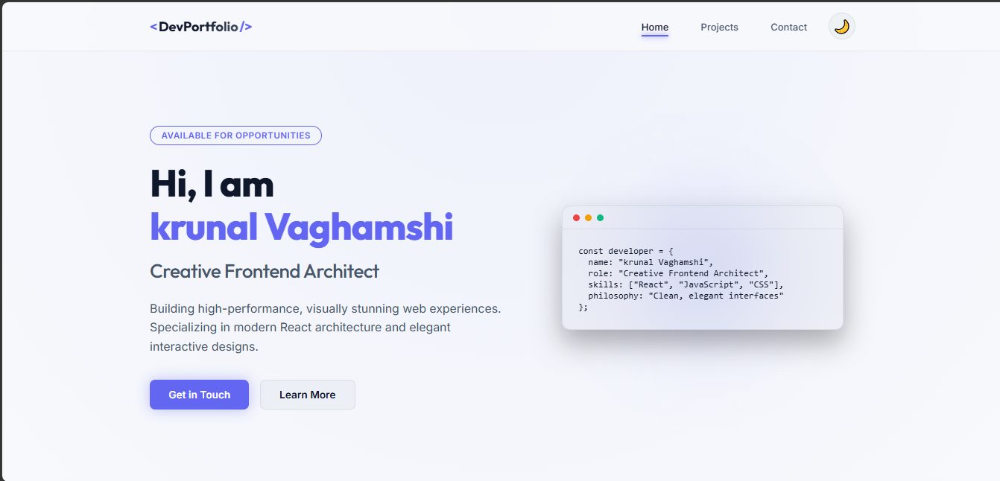 <DevPortfolio/>
Home
Projects
Contact
AVAILABLE FOR OPPORTUNITIES
Hi, I am
krunal Vaghamshi
Creative Frontend Architect
Building high-performance, visually stunning web experiences.
Specializing in modern React architecture and elegant
interactive designs.
Get in Touch
Learn More
const developer = {
  name: "krunal Vaghamshi",
  role: "Creative Frontend Architect",
  skills: ["React", "JavaScript", "CSS"],
  philosophy: "Clean, elegant interfaces"
};